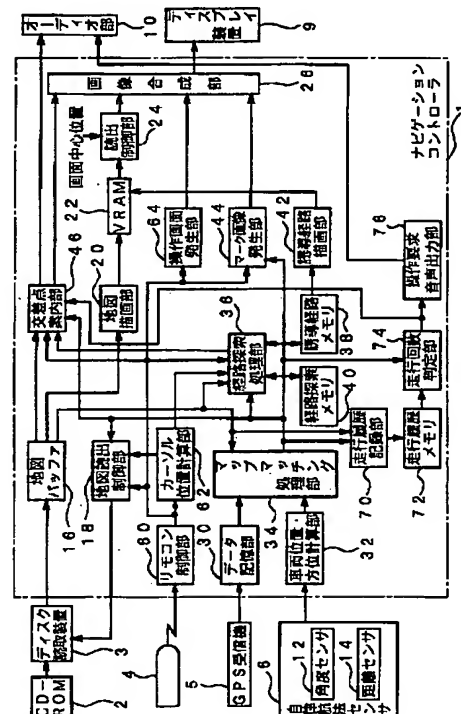 CD-ROM
2
ディスク読取装置
3
4
GPS受信機
5
自律航法センサ
6
角度センサ
12
距離センサ
14
地図バッファ
16
地図読出制御部
18
リモコン制御部
60
カーソル位置計算部
62
データ記憶部
30
車両位置・方位計算部
32
マップマッチング処理部
34
走行履歴記録部
70
走行履歴メモリ
72
交差点案内部
46
地図描画部
20
VRAM
22
画面中心位置
読出制御部
24
経路探索処理部
36
誘導経路メモリ
38
経路探索メモリ
40
操作画面発生部
64
マーク画像発生部
44
誘導経路描画部
42
走行回数判定部
74
操作要求音声出力部
76
画像合成部
26
ナビゲーションコントローラ
1
オーディオ部
10
ディスプレイ装置
9